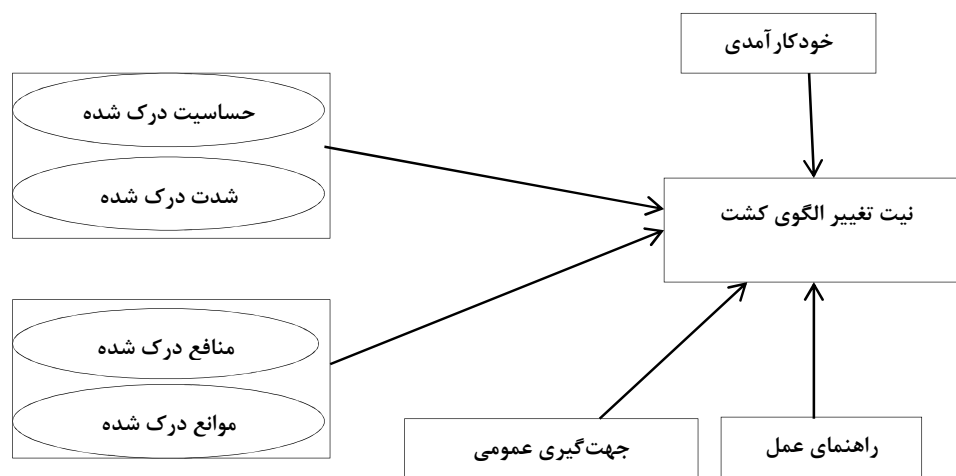 خودکارآمدی
حساسیت درک شده
شدت درک شده
نیت تغییر الگوی کشت
منافع درک شده
موانع درک شده
راهنمای عمل
جهت‌گیری عمومی